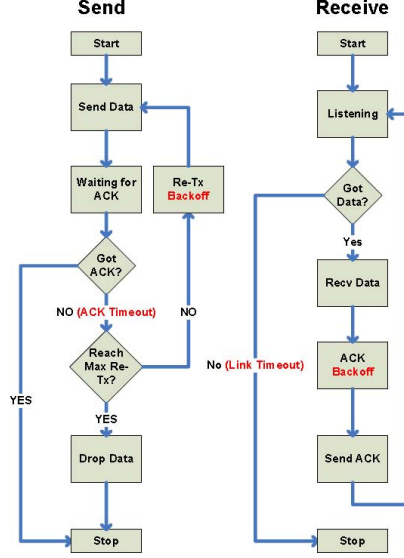 Send
Start
Send Data
Waiting for
ACK
Re-Tx
Backoff
Got
ACK?
NO (ACK Timeout)
NO
Reach
Max Re-
Tx?
YES
YES
Drop Data
Stop
Receive
Start
Listening
Got
Data?
Yes
Recv Data
No (Link Timeout)
ACK
Backoff
Send ACK
Stop